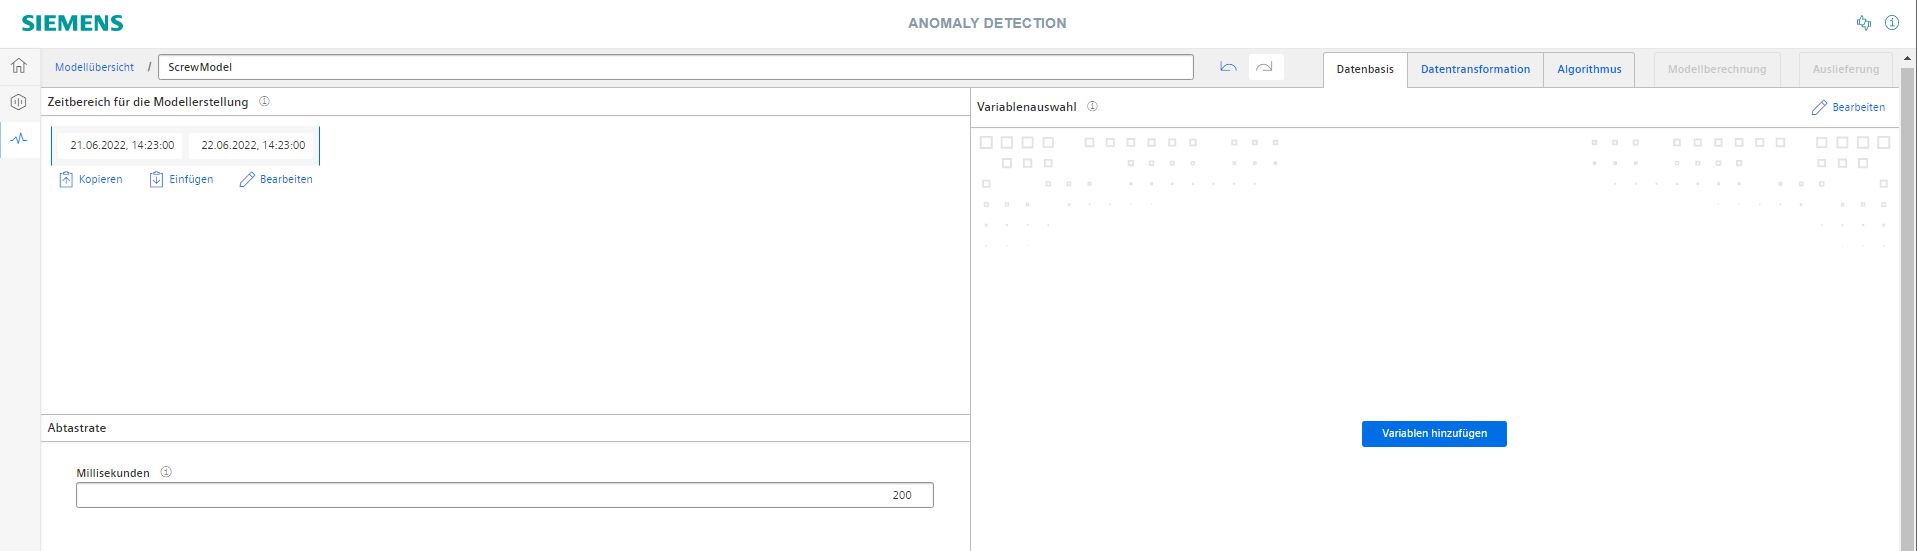 SIEMENS
ANOMALY DETECTION
Modellübersicht / ScrewModel
Datenbasis
Datentransformation
Algorithmus
Modellberechnung
Auslieferung
Zeitbereich für die Modellerstellung
21.06.2022, 14:23:00
22.06.2022, 14:23:00
Kopieren
Einfügen
Bearbeiten
Abtastrate
Millisekunden
200
Variablenauswahl
Bearbeiten
Variablen hinzufügen